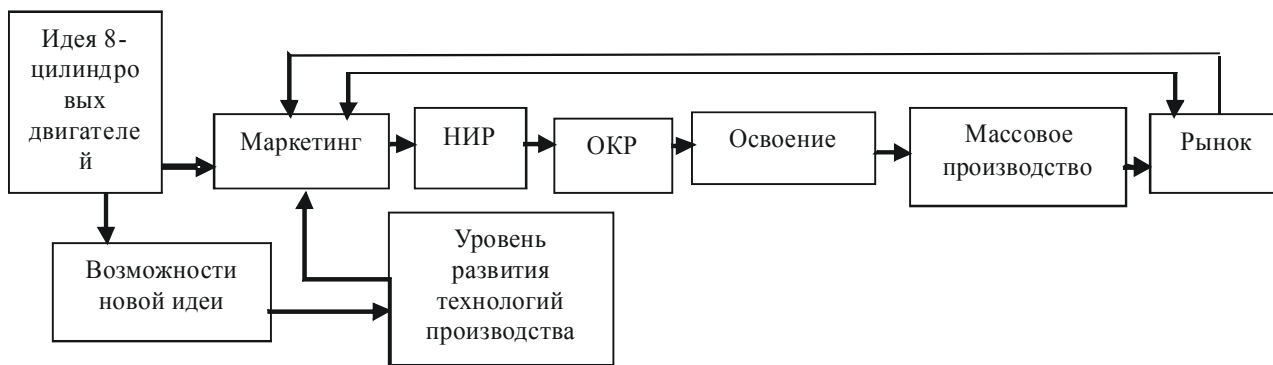 Идея 8-
цилиндро
вых
двигателе
й
Маркетинг
НИР
ОКР
Освоение
Массовое
производство
Рынок
Возможности
новой идеи
Уровень
развития
технологий
производства